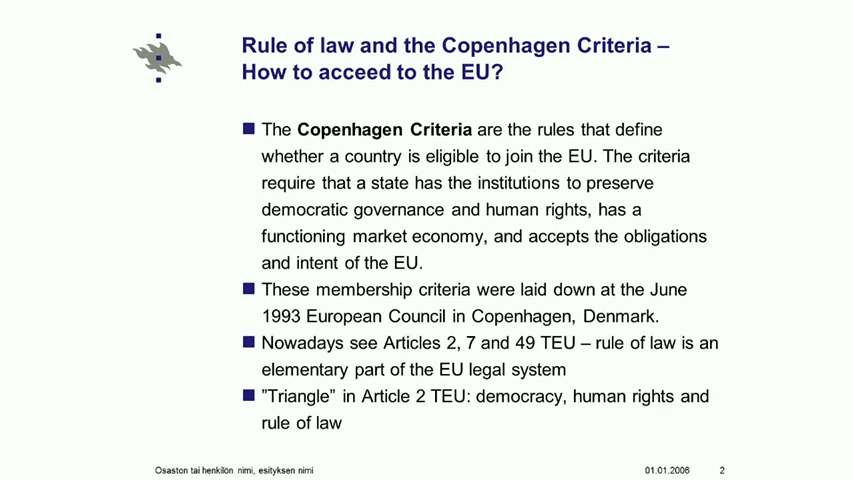 Rule of law and the Copenhagen Criteria –
How to acceed to the EU?
The Copenhagen Criteria are the rules that define
whether a country is eligible to join the EU. The criteria
require that a state has the institutions to preserve
democratic governance and human rights, has a
functioning market economy, and accepts the obligations
and intent of the EU.
These membership criteria were laid down at the June
1993 European Council in Copenhagen, Denmark.
Nowadays see Articles 2, 7 and 49 TEU – rule of law is an
elementary part of the EU legal system
”Triangle” in Article 2 TEU: democracy, human rights and
rule of law
Osaston tai henkilön nimi, esityksen nimi 01.01.2006 2